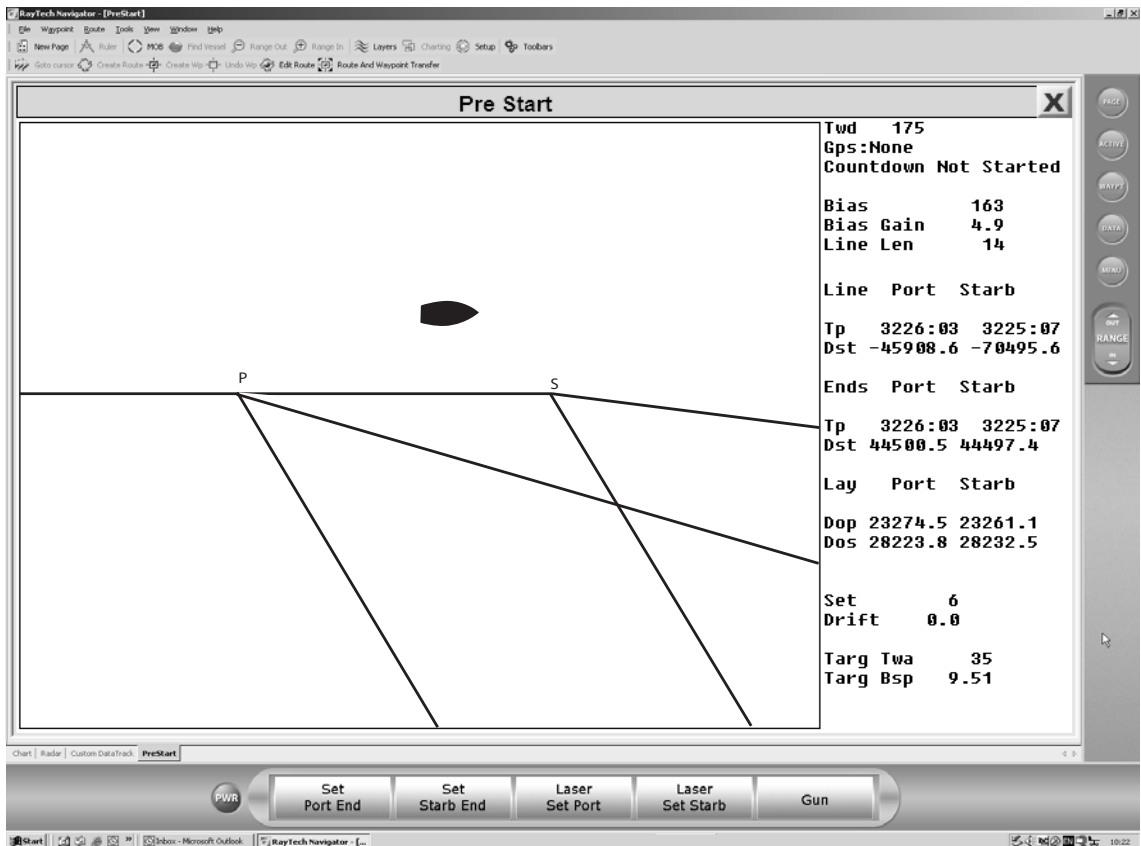 RayTech Navigator - [PreStart]
File Waypoint Route Tools View Window Help
New Page Ruler MOB Find Vessel Range Out Range In Layers Charting Setup Toolbars
Goto cursor Create Route Create Wp Undo Wp Edit Route Route And Waypoint Transfer
Pre Start X
PAGE
ACTIVE
WAYPT
DATA
MENU
OUT
RANGE
IN
P
S
Twd 175
Gps:None
Countdown Not Started
Bias 163
Bias Gain 4.9
Line Len 14
Line Port Starb
Tp 3226:03 3225:07
Dst -45908.6 -70495.6
Ends Port Starb
Tp 3226:03 3225:07
Dst 44500.5 44497.4
Lay Port Starb
Dop 23274.5 23261.1
Dos 28223.8 28232.5
Set 6
Drift 0.0
Targ Twa 35
Targ Bsp 9.51
Chart Radar Custom DataTrack PreStart
PWR
Set Port End
Set Starb End
Laser Set Port
Laser Set Starb
Gun
Start Inbox - Microsoft Outlook RayTech Navigator - [... EN 10:22